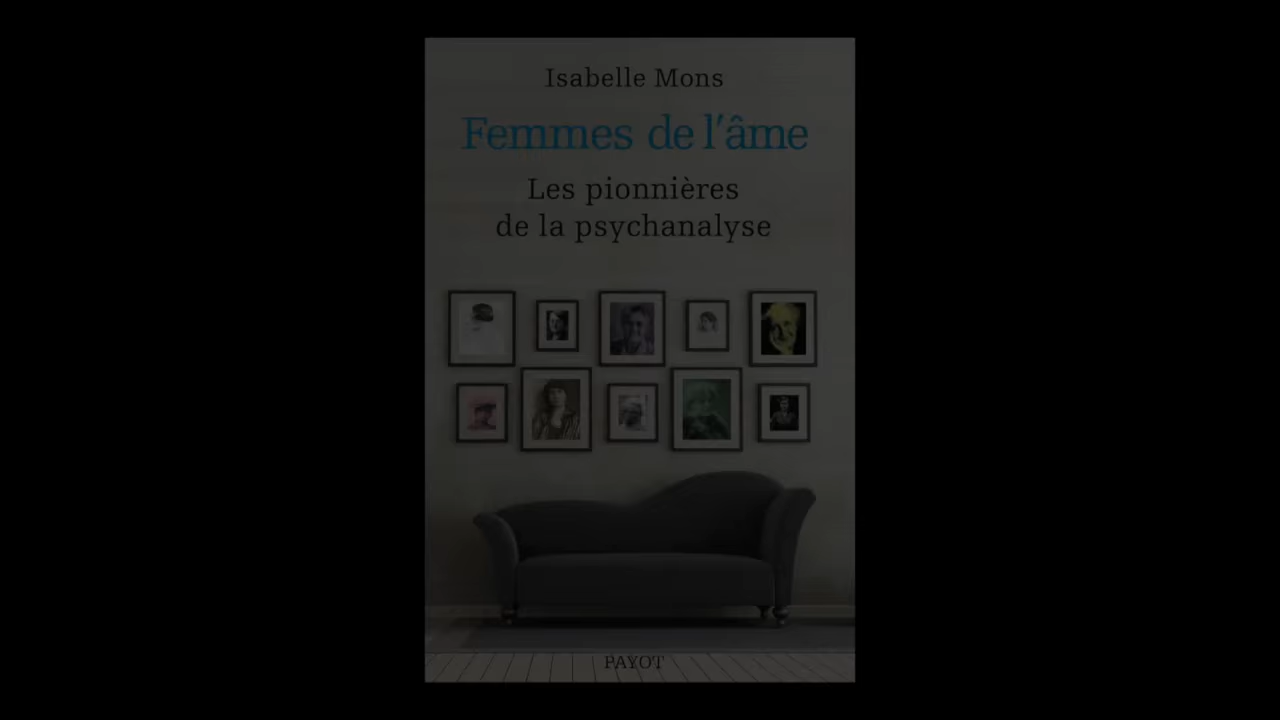 Isabelle Mons
Femmes de l'âme
Les pionnières
de la psychanalyse
PAYOT